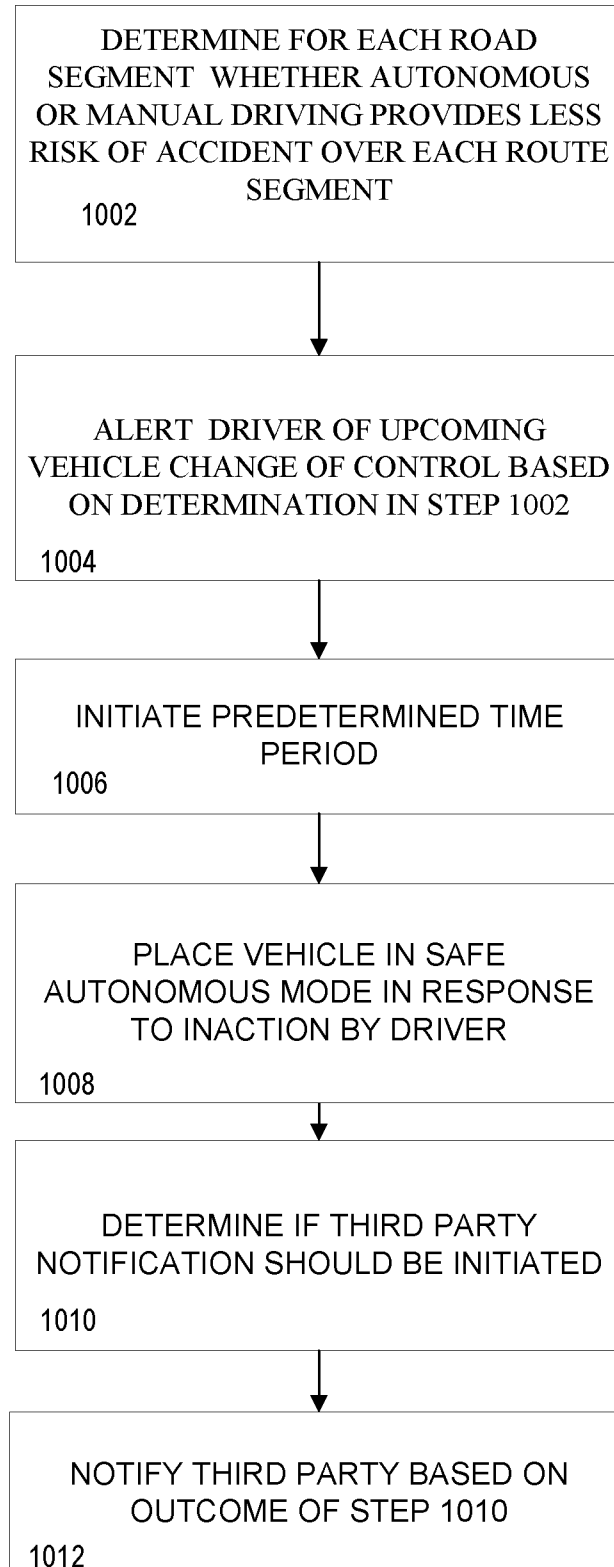 DETERMINE FOR EACH ROAD
SEGMENT WHETHER AUTONOMOUS
OR MANUAL DRIVING PROVIDES LESS
RISK OF ACCIDENT OVER EACH ROUTE
SEGMENT
1002
ALERT DRIVER OF UPCOMING
VEHICLE CHANGE OF CONTROL BASED
ON DETERMINATION IN STEP 1002
1004
INITIATE PREDETERMINED TIME
PERIOD
1006
PLACE VEHICLE IN SAFE
AUTONOMOUS MODE IN RESPONSE
TO INACTION BY DRIVER
1008
DETERMINE IF THIRD PARTY
NOTIFICATION SHOULD BE INITIATED
1010
NOTIFY THIRD PARTY BASED ON
OUTCOME OF STEP 1010
1012